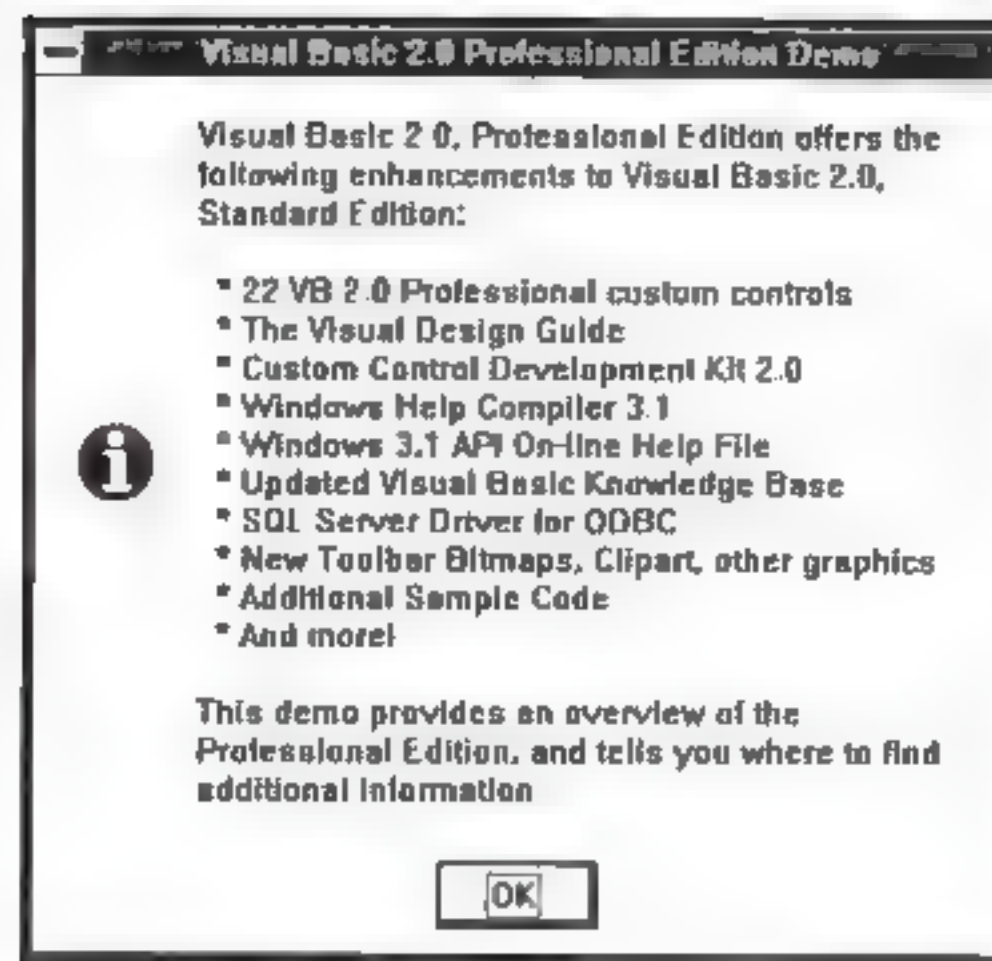 Visual Basic 2.0 Professional Edition Demo
Visual Basic 2.0, Professional Edition offers the
following enhancements to Visual Basic 2.0,
Standard Edition:
* 22 VB 2.0 Professional custom controls
* The Visual Design Guide
* Custom Control Development Kit 2.0
* Windows Help Compiler 3.1
* Windows 3.1 API On-line Help File
* Updated Visual Basic Knowledge Base
* SQL Server Driver for ODBC
* New Toolbar Bitmaps, Clipart, other graphics
* Additional Sample Code
* And more!
This demo provides an overview of the
Professional Edition, and tells you where to find
additional information
OK